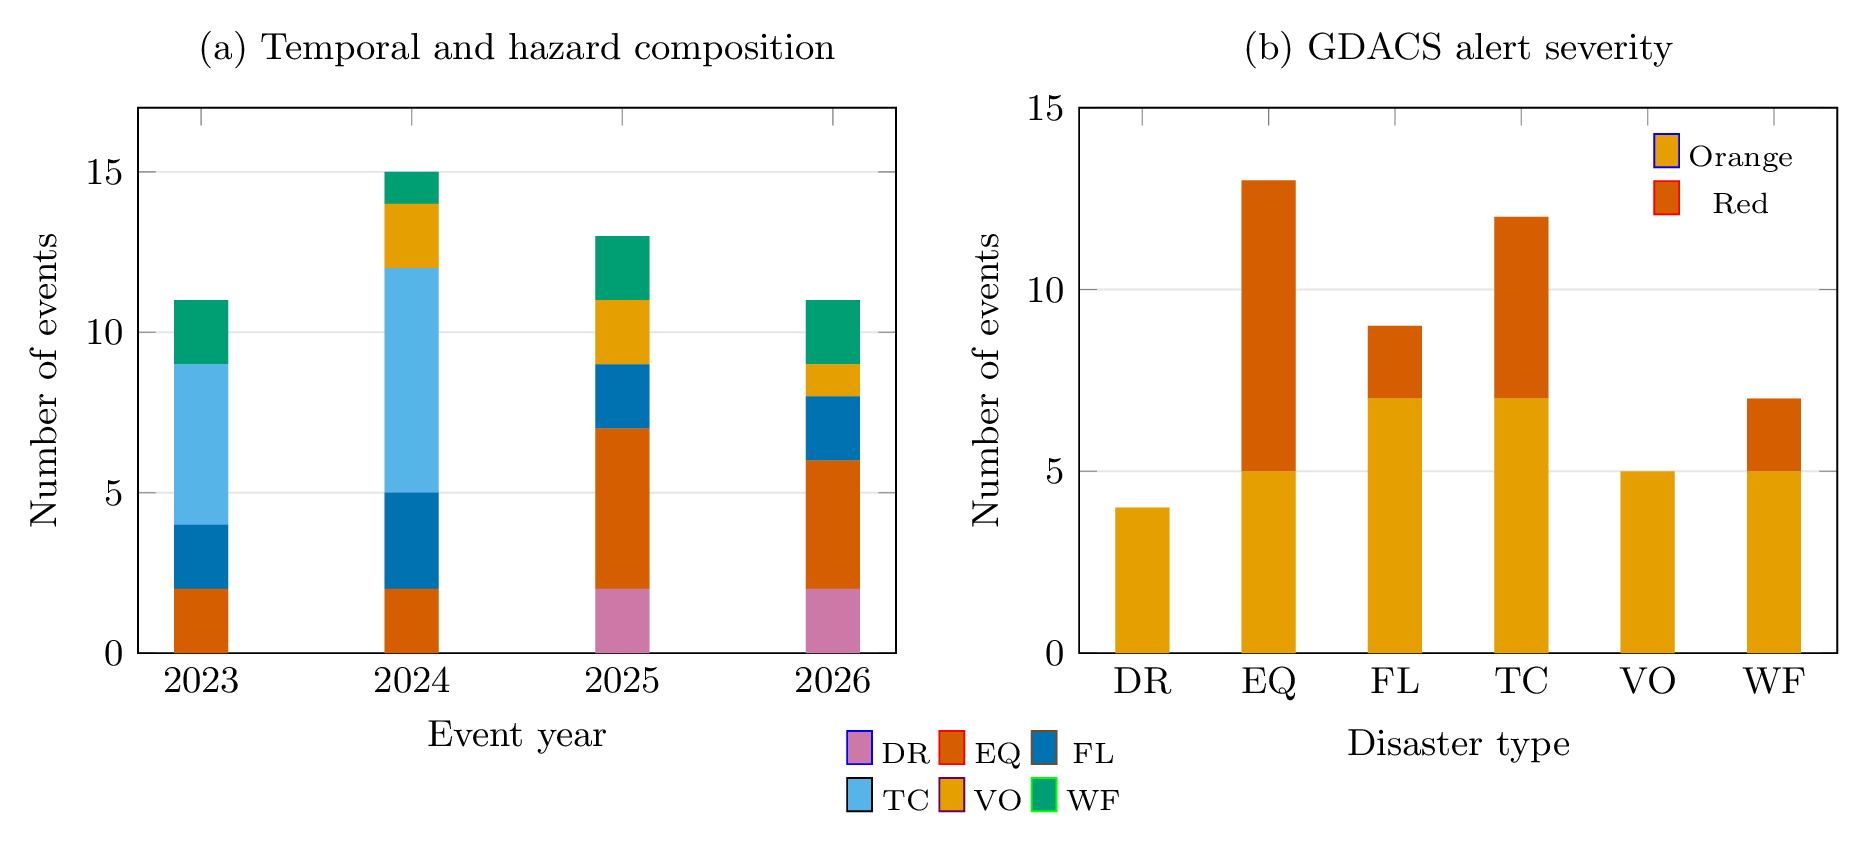 (a) Temporal and hazard composition
Number of events
15
10
5
0
2023 2024 2025 2026
Event year
DR EQ FL
TC VO WF
(b) GDACS alert severity
Number of events
15
10
5
0
Orange
Red
DR EQ FL TC VO WF
Disaster type